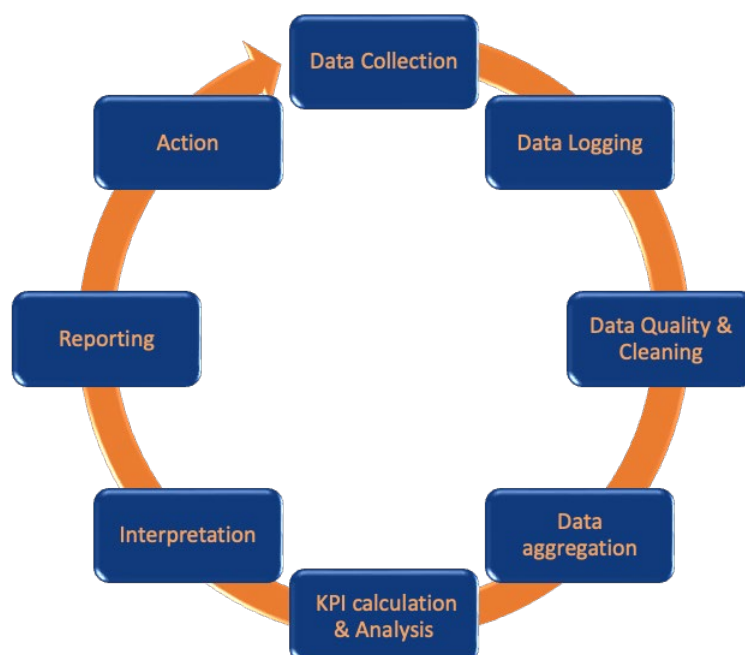 Data Collection
Data Logging
Data Quality &
Cleaning
Data
aggregation
KPI calculation
& Analysis
Interpretation
Reporting
Action